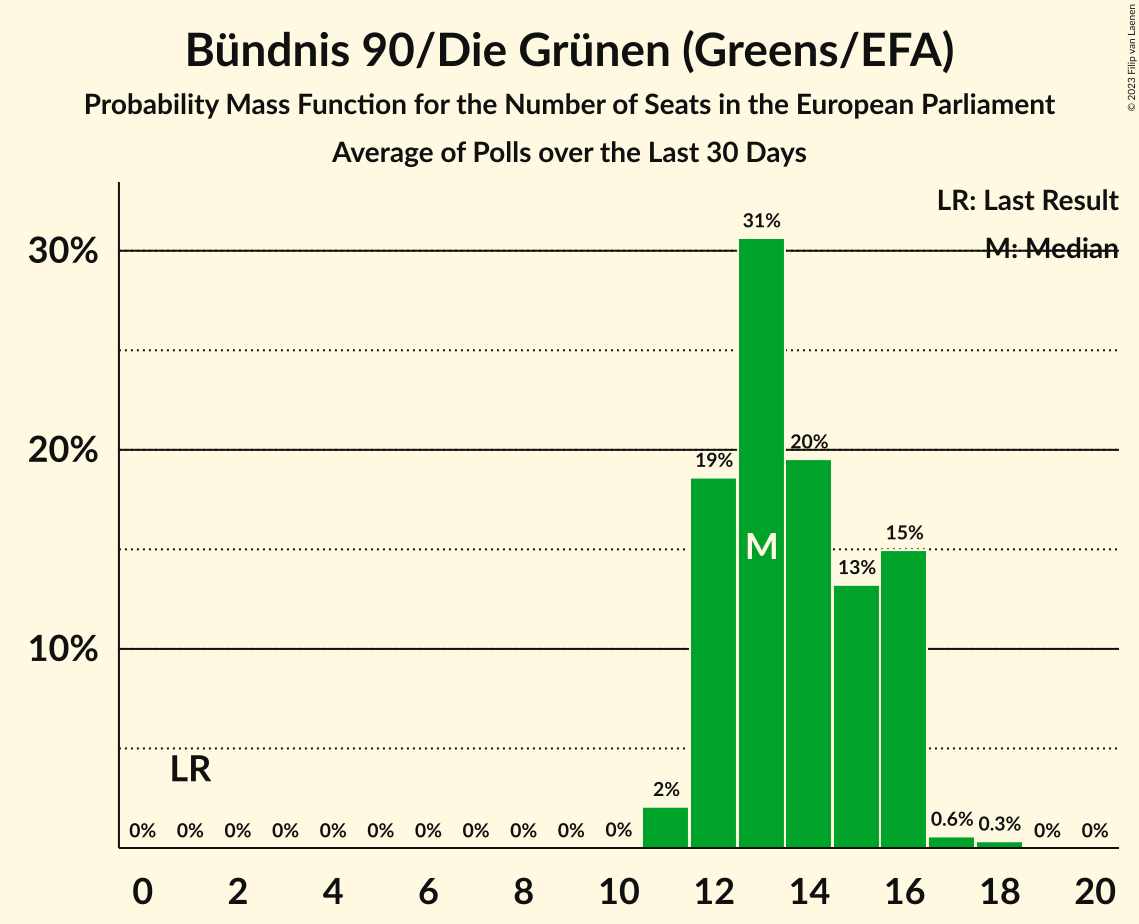 Bündnis 90/Die Grünen (Greens/EFA)
Probability Mass Function for the Number of Seats in the European Parliament
Average of Polls over the Last 30 Days
© 2023 Filip van Laenen
LR: Last Result
M: Median
30%
20%
10%
31%
20%
19%
15%
13%
M
LR
2%
0.6%
0.3%
0% 0% 0% 0% 0% 0% 0% 0% 0% 0% 0% 0% 0%
0 2 4 6 8 10 12 14 16 18 20